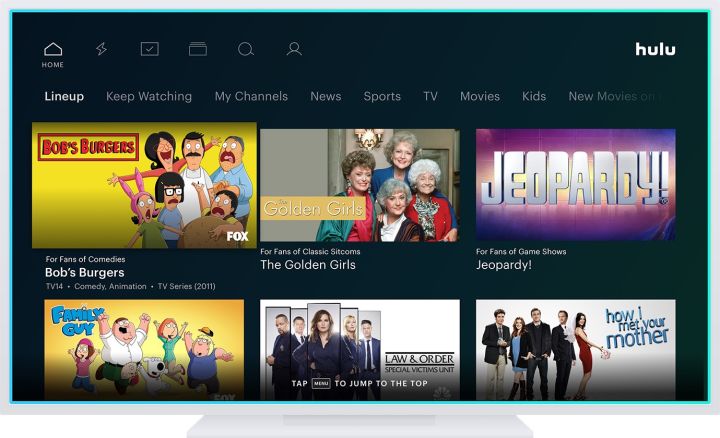 HOME
hulu
Lineup
Keep Watching
My Channels
News
Sports
TV
Movies
Kids
New Movies on
BOB'S BURGERS
FOX
The
Golden Girls
JEOPARDY!
For Fans of Comedies
Bob's Burgers
TV14 • Comedy, Animation • TV Series (2011)
For Fans of Classic Sitcoms
The Golden Girls
For Fans of Game Shows
Jeopardy!
FAMILY
GUY
FOX
LAW & ORDER
SPECIAL VICTIMS UNIT
NBC
how i
met your
mother
TAP MENU TO JUMP TO THE TOP